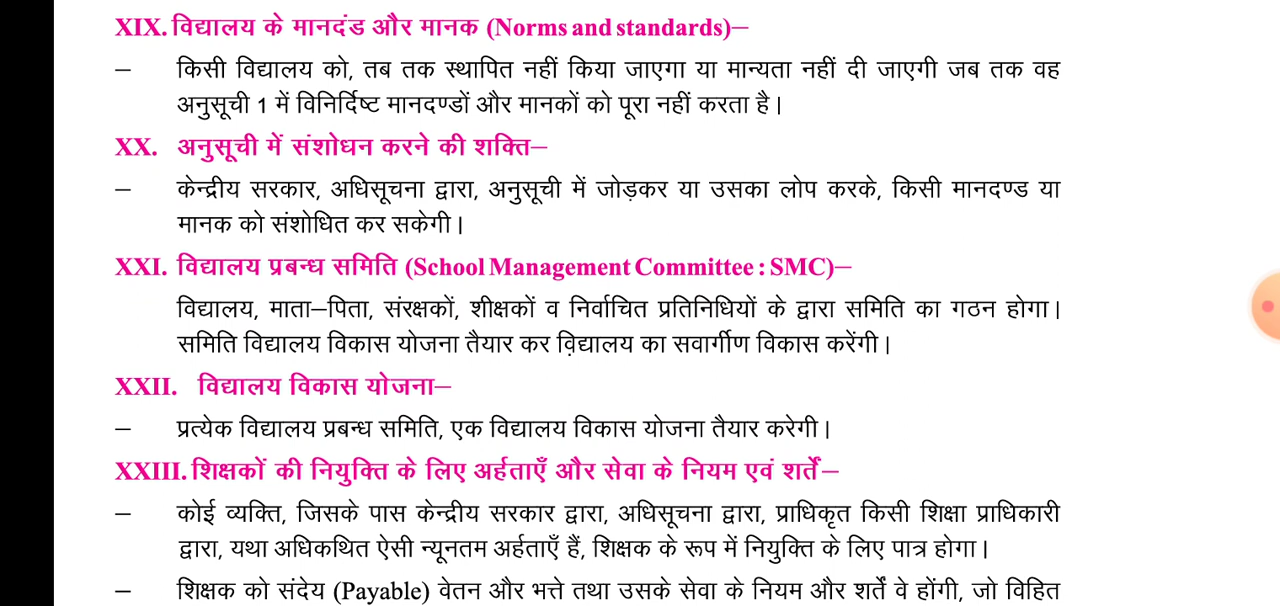 XIX. विद्यालय के मानदंड और मानक (Norms and standards)–
– किसी विद्यालय को, तब तक स्थापित नहीं किया जाएगा या मान्यता नहीं दी जाएगी जब तक वह
अनुसूची 1 में विनिर्दिष्ट मानदण्डों और मानकों को पूरा नहीं करता है।
XX. अनुसूची में संशोधन करने की शक्ति–
– केन्द्रीय सरकार, अधिसूचना द्वारा, अनुसूची में जोड़कर या उसका लोप करके, किसी मानदण्ड या
मानक को संशोधित कर सकेगी।
XXI. विद्यालय प्रबन्ध समिति (School Management Committee : SMC)–
विद्यालय, माता–पिता, संरक्षकों, शीक्षकों व निर्वाचित प्रतिनिधियों के द्वारा समिति का गठन होगा।
समिति विद्यालय विकास योजना तैयार कर वि़द्यालय का सवार्गीण विकास करेंगी।
XXII. विद्यालय विकास योजना–
– प्रत्येक विद्यालय प्रबन्ध समिति, एक विद्यालय विकास योजना तैयार करेगी।
XXIII. शिक्षकों की नियुक्ति के लिए अर्हताएँ और सेवा के नियम एवं शर्तें–
– कोई व्यक्ति, जिसके पास केन्द्रीय सरकार द्वारा, अधिसूचना द्वारा, प्राधिकृत किसी शिक्षा प्राधिकारी
द्वारा, यथा अधिकथित ऐसी न्यूनतम अर्हताएँ हैं, शिक्षक के रूप में नियुक्ति के लिए पात्र होगा।
– शिक्षक को संदेय (Payable) वेतन और भत्ते तथा उसके सेवा के नियम और शर्तें वे होंगी, जो विहित